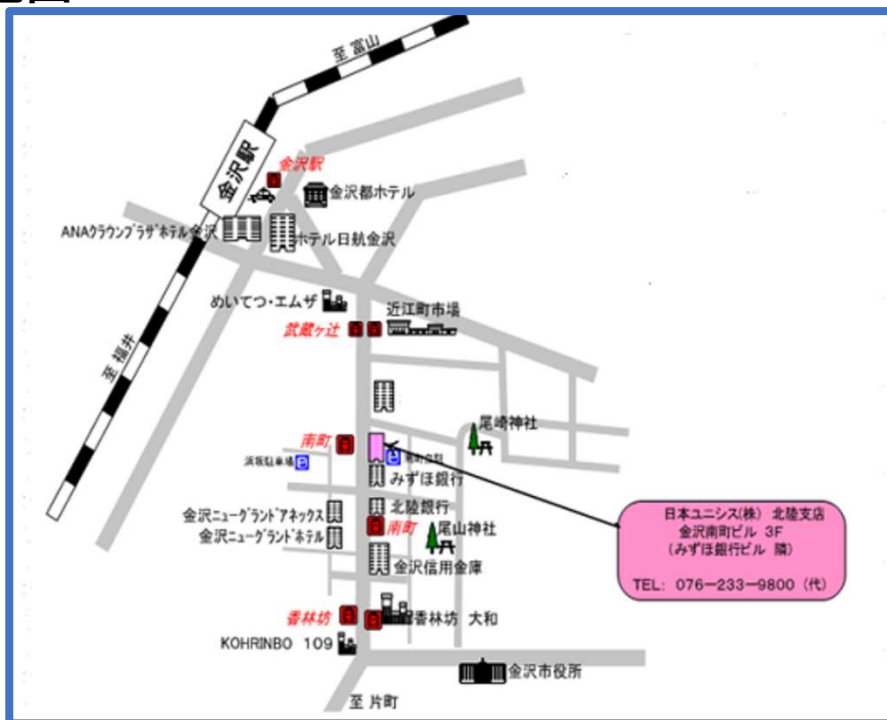 至 富山
金沢駅
金沢駅
金沢都ホテル
ANAクラウンプラザホテル金沢
ホテル日航金沢
めいてつ・エムザ
近江町市場
武蔵ヶ辻
至 福井
尾崎神社
南町
浜坂駐車場
みずほ銀行
北陸銀行
金沢ニューグランドアネックス
南町
尾山神社
金沢ニューグランドホテル
金沢信用金庫
日本ユニシス(株) 北陸支店
金沢南町ビル 3F
(みずほ銀行ビル 隣)
TEL: 076-233-9800 (代)
香林坊
香林坊 大和
KOHRINBO 109
金沢市役所
至 片町